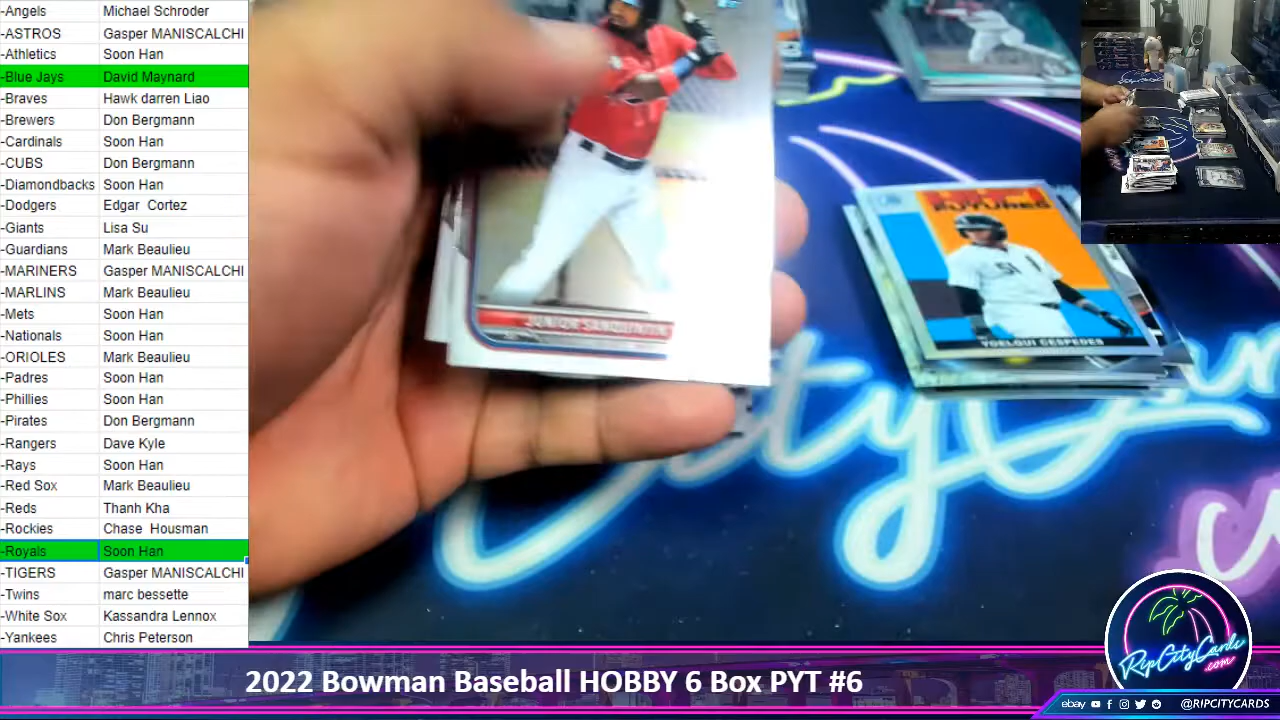 -Angels Michael Schroder
-ASTROS Gasper MANISCALCHI
-Athletics Soon Han
-Blue Jays David Maynard
-Braves Hawk darren Liao
-Brewers Don Bergmann
-Cardinals Soon Han
-CUBS Don Bergmann
-Diamondbacks Soon Han
-Dodgers Edgar Cortez
-Giants Lisa Su
-Guardians Mark Beaulieu
-MARINERS Gasper MANISCALCHI
-MARLINS Mark Beaulieu
-Mets Soon Han
-Nationals Soon Han
-ORIOLES Mark Beaulieu
-Padres Soon Han
-Phillies Soon Han
-Pirates Don Bergmann
-Rangers Dave Kyle
-Rays Soon Han
-Red Sox Mark Beaulieu
-Reds Thanh Kha
-Rockies Chase Housman
-Royals Soon Han
-TIGERS Gasper MANISCALCHI
-Twins marc bessette
-White Sox Kassandra Lennox
-Yankees Chris Peterson
FUTURES
51
YOELQUI CESPEDES
City
RipCityCards
.com
2022 Bowman Baseball HOBBY 6 Box PYT #6
ebay @RIPCITYCARDS